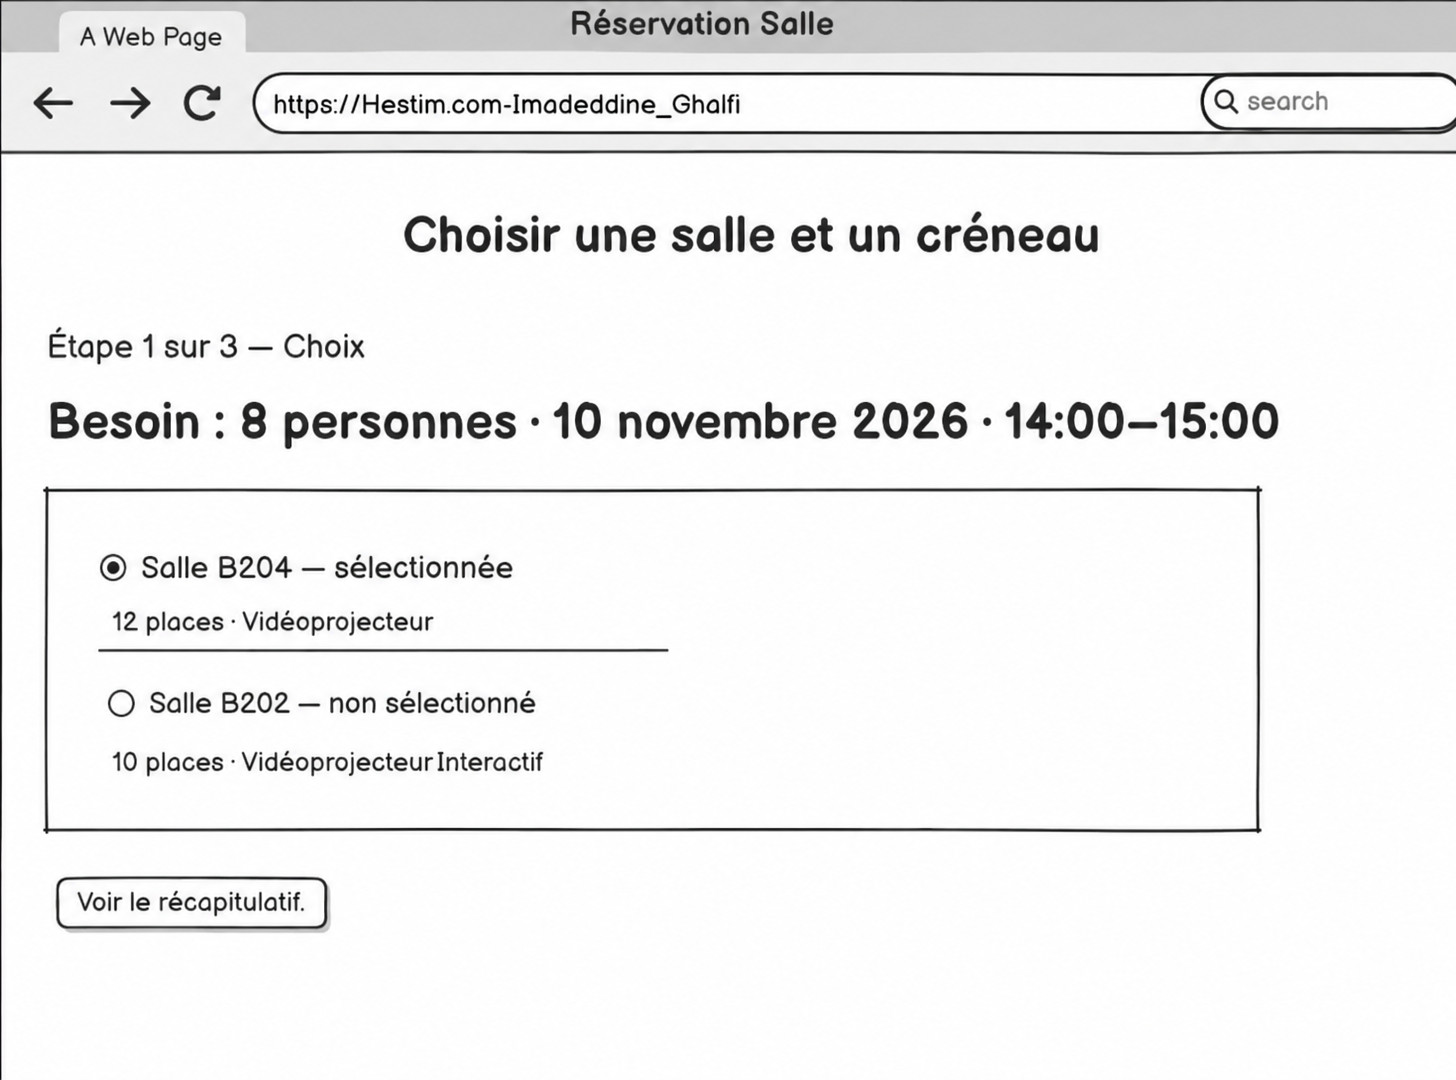 Réservation Salle
A Web Page
https://Hestim.com-Imadeddine_Ghalfi
search
Choisir une salle et un créneau
Étape 1 sur 3 — Choix
Besoin : 8 personnes · 10 novembre 2026 · 14:00–15:00
Salle B204 — sélectionnée
12 places · Vidéoprojecteur
Salle B202 — non sélectionné
10 places · Vidéoprojecteur Interactif
Voir le récapitulatif.